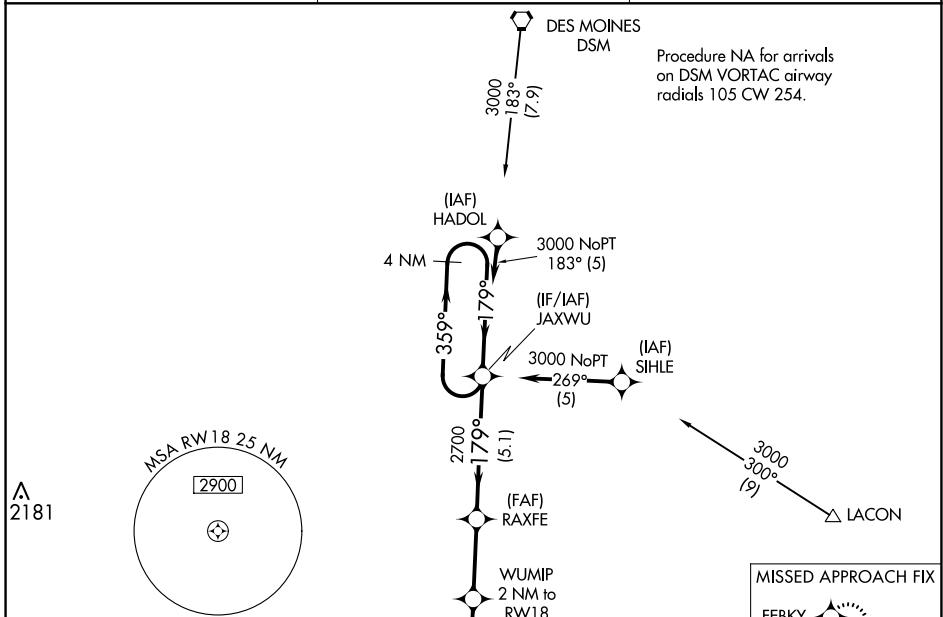 DES MOINES
DSM
Procedure NA for arrivals
on DSM VORTAC airway
radials 105 CW 254.
3000
183°
(7.9)
(IAF)
HADOL
4 NM
3000 NoPT
183° (5)
179°
359°
(IF/IAF)
JAXWU
3000 NoPT
269°
(5)
(IAF)
SIHLE
2700
179°
(5.1)
3000
300°
(9)
LACON
MSA RW18 25 NM
2900
2181
(FAF)
RAXFE
WUMIP
2 NM to
RW18
MISSED APPROACH FIX